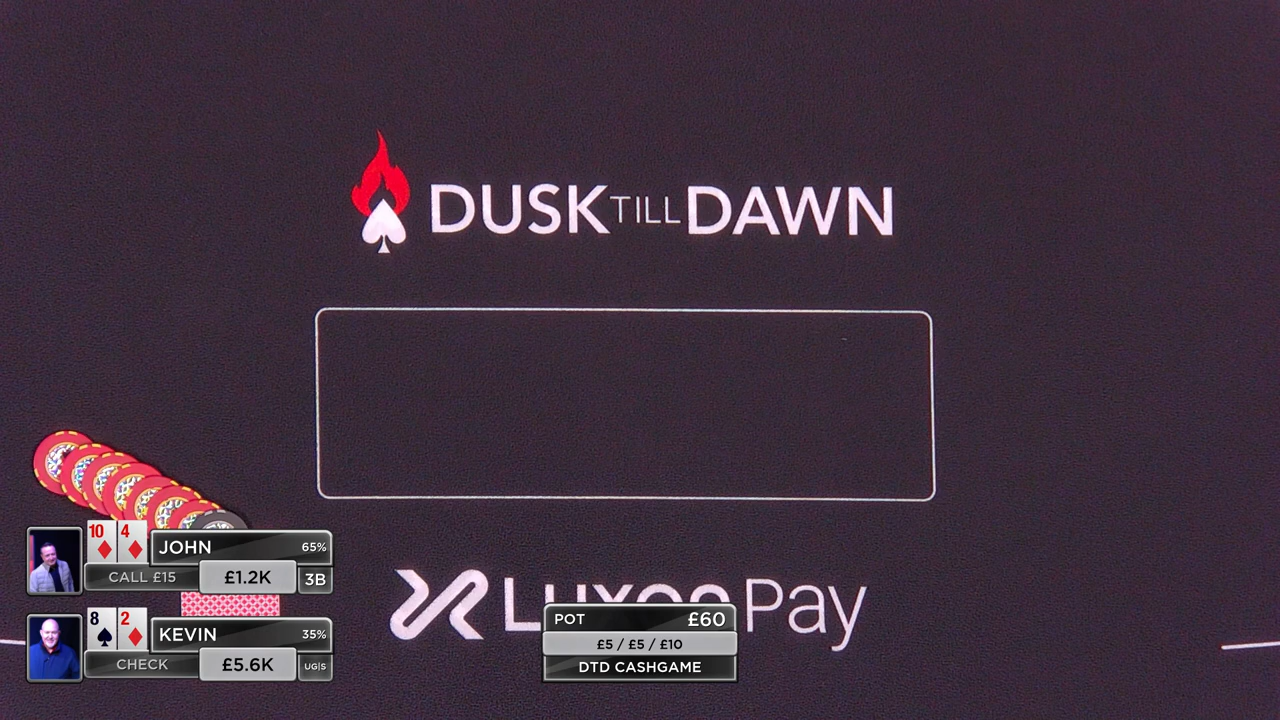 DUSK TILL DAWN
10 4 JOHN 65%
CALL £15 £1.2K 3B
8 2 KEVIN 35%
CHECK £5.6K UG|S
Luxon Pay
POT £60
£5 / £5 / £10
DTD CASHGAME